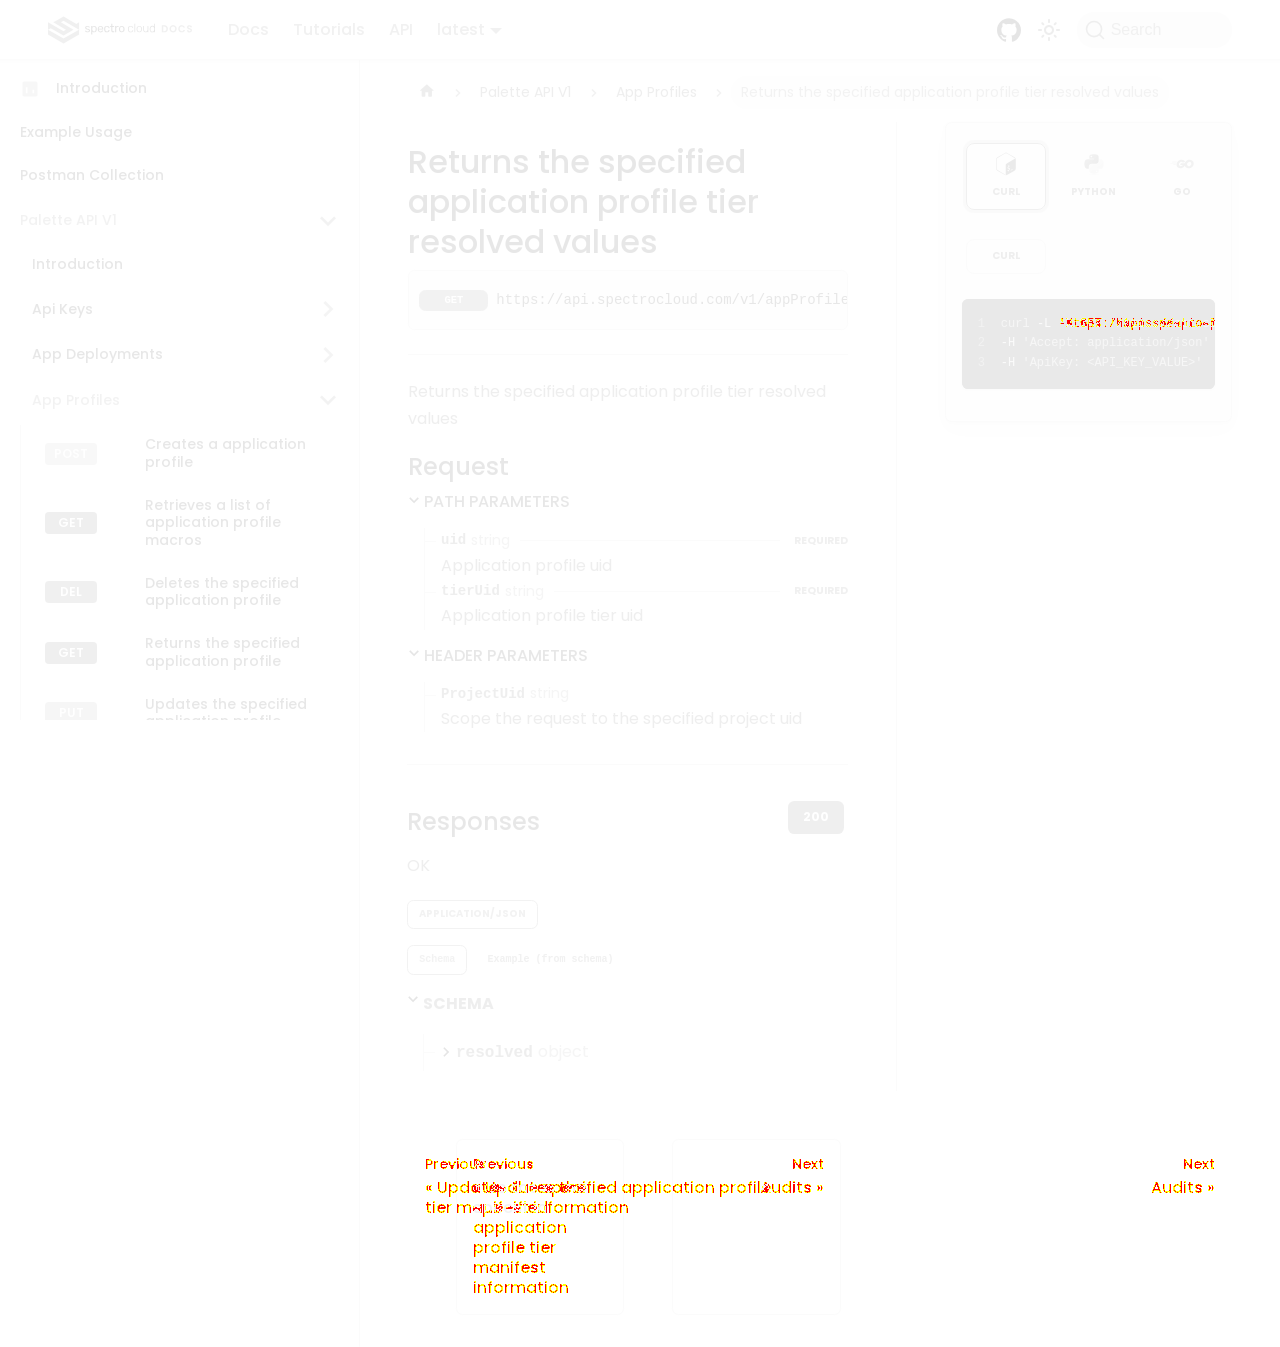 spectro cloud DOCS
Docs
Tutorials
API
latest
Search
Introduction
Example Usage
Postman Collection
Palette API V1
Introduction
Api Keys
App Deployments
App Profiles
POST
Creates a application
profile
GET
Retrieves a list of
application profile
macros
DEL
Deletes the specified
application profile
GET
Returns the specified
application profile
PUT
Updates the specified
application profile
Palette API V1
App Profiles
Returns the specified application profile tier resolved values
Returns the specified
application profile tier
resolved values
GET
https://api.spectrocloud.com/v1/appProfile
Returns the specified application profile tier resolved
values
Request
PATH PARAMETERS
uid string
REQUIRED
Application profile uid
tierUid string
REQUIRED
Application profile tier uid
HEADER PARAMETERS
ProjectUid string
Scope the request to the specified project uid
Responses
200
OK
APPLICATION/JSON
Schema
Example (from schema)
SCHEMA
resolved object
CURL
PYTHON
GO
CURL
1 curl -L
2 -H 'Accept: application/json'
3 -H 'ApiKey: <API_KEY_VALUE>'
Previous
Previous
application
profile tier
manifest
information
Next
Audits »
Next
Audits »